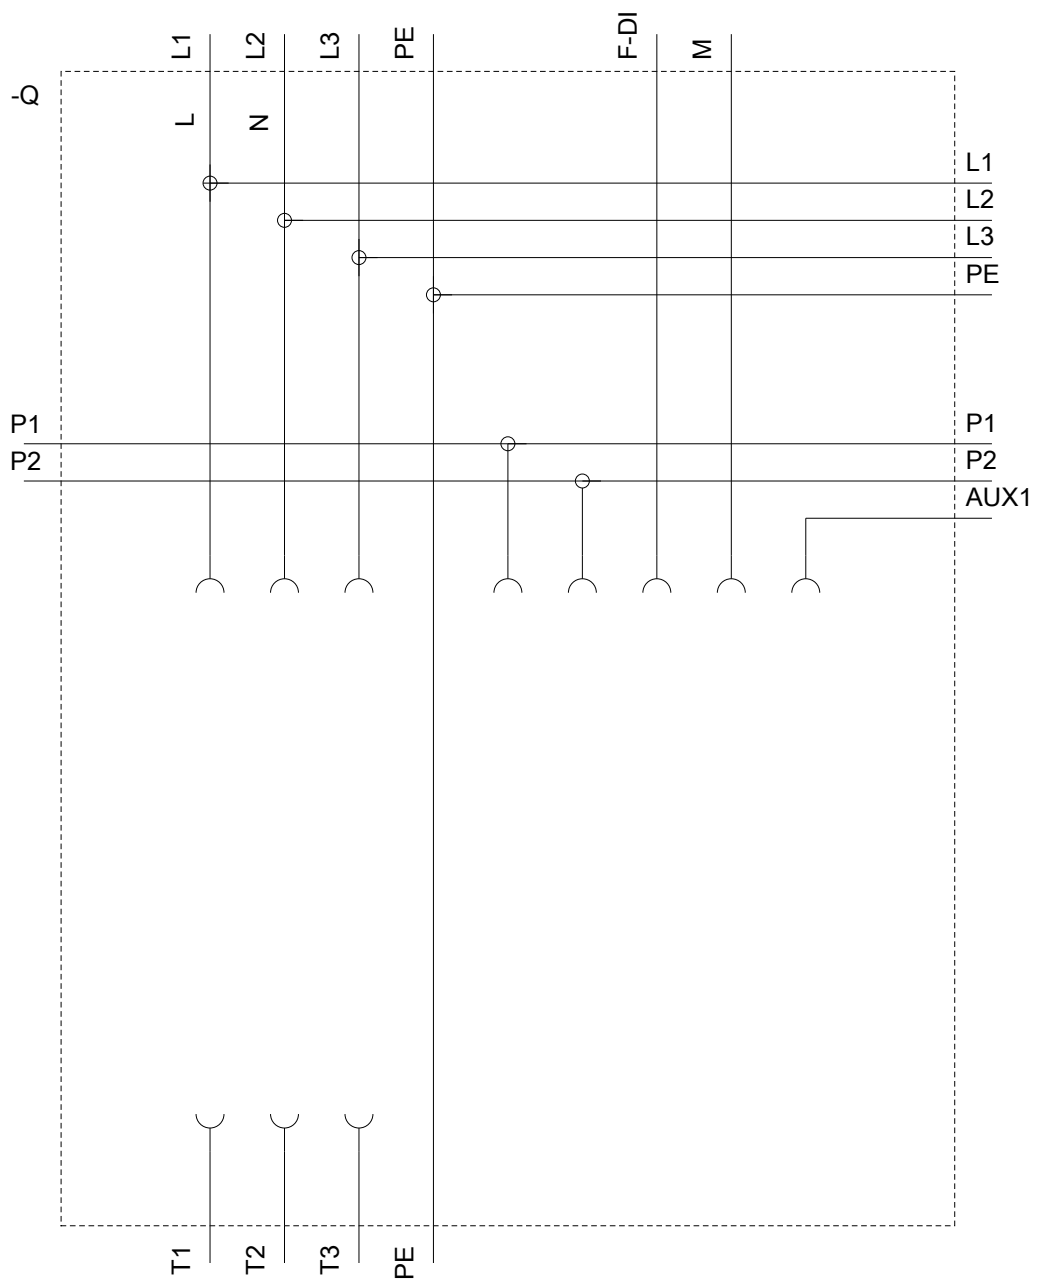 L1 L2 L3 PE F-DI M
-Q
L N
L1
L2
L3
PE
P1 P1
P2 P2
AUX1
T1 T2 T3 PE